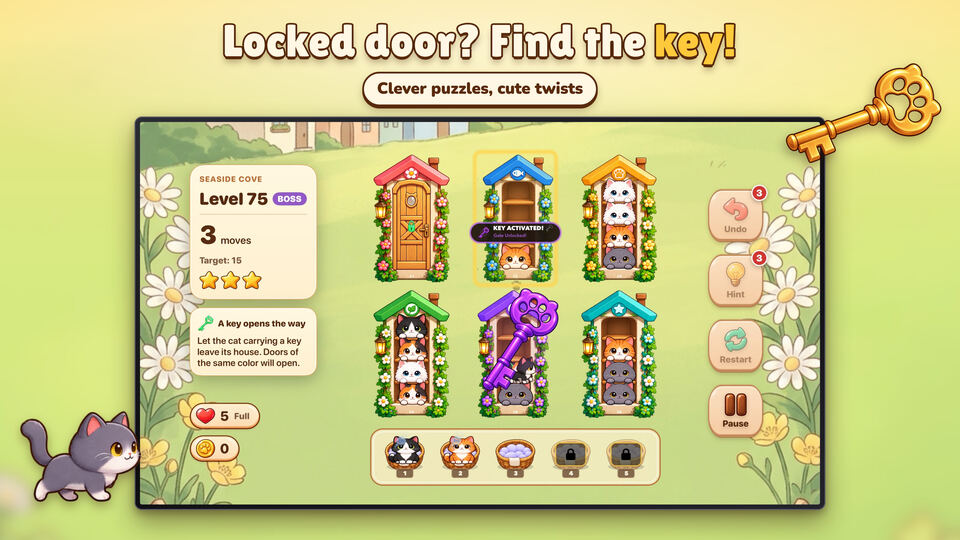 Locked door? Find the key!
Clever puzzles, cute twists
SEASIDE COVE
Level 75 BOSS
3 moves
Target: 15
A key opens the way
Let the cat carrying a key
leave its house. Doors of
the same color will open.
5 Full
0
KEY ACTIVATED!
Gate Unlocked!
1
2
3
4
5
3
Undo
3
Hint
Restart
Pause